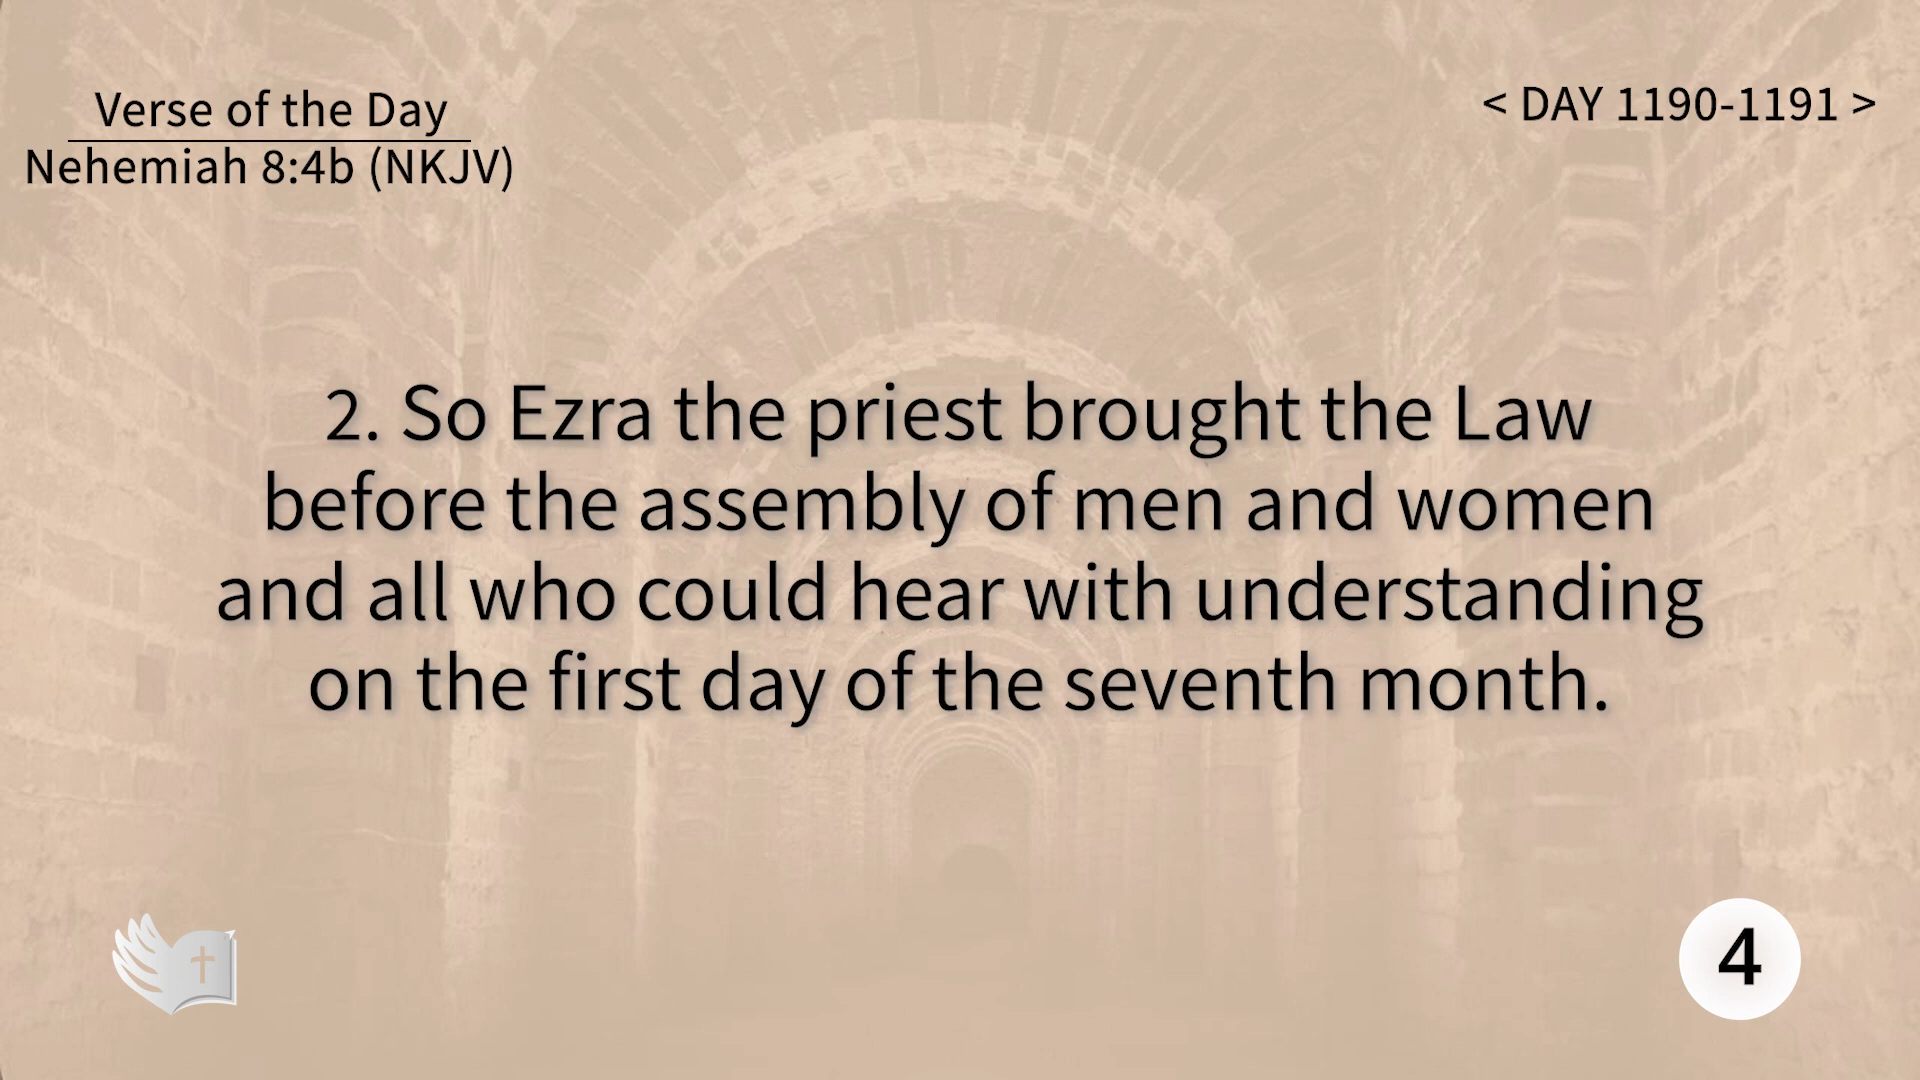 Verse of the Day
Nehemiah 8:4b (NKJV)
< DAY 1190-1191 >
2. So Ezra the priest brought the Law
before the assembly of men and women
and all who could hear with understanding
on the first day of the seventh month.
4